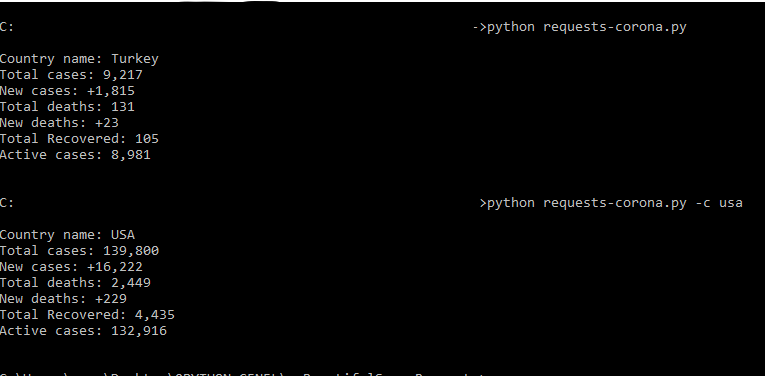 C: ->python requests-corona.py
Country name: Turkey
Total cases: 9,217
New cases: +1,815
Total deaths: 131
New deaths: +23
Total Recovered: 105
Active cases: 8,981
C: >python requests-corona.py -c usa
Country name: USA
Total cases: 139,800
New cases: +16,222
Total deaths: 2,449
New deaths: +229
Total Recovered: 4,435
Active cases: 132,916